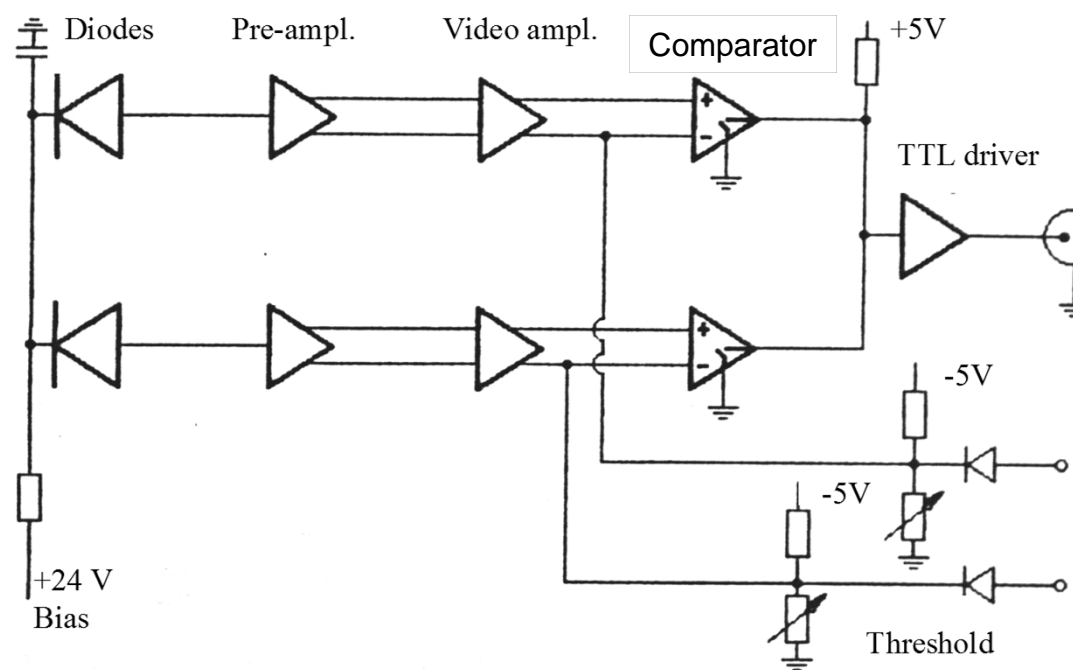 Diodes
Pre-ampl.
Video ampl.
Comparator
+5V
+
-
TTL driver
+
-
-5V
-5V
+24 V
Bias
Threshold